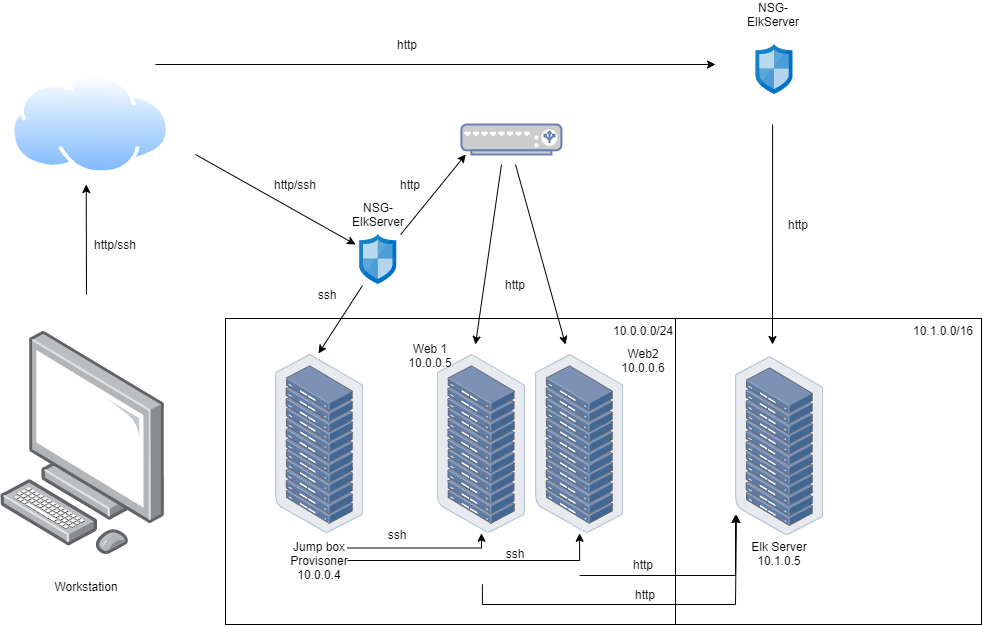 NSG-
ElkServer
http
http/ssh
http
NSG-
ElkServer
http/ssh
http
ssh
http
10.0.0.0/24
10.1.0.0/16
Web 1
10.0.0.5
Web2
10.0.0.6
Jump box
Provisoner
10.0.0.4
ssh
ssh
Elk Server
10.1.0.5
http
http
Workstation